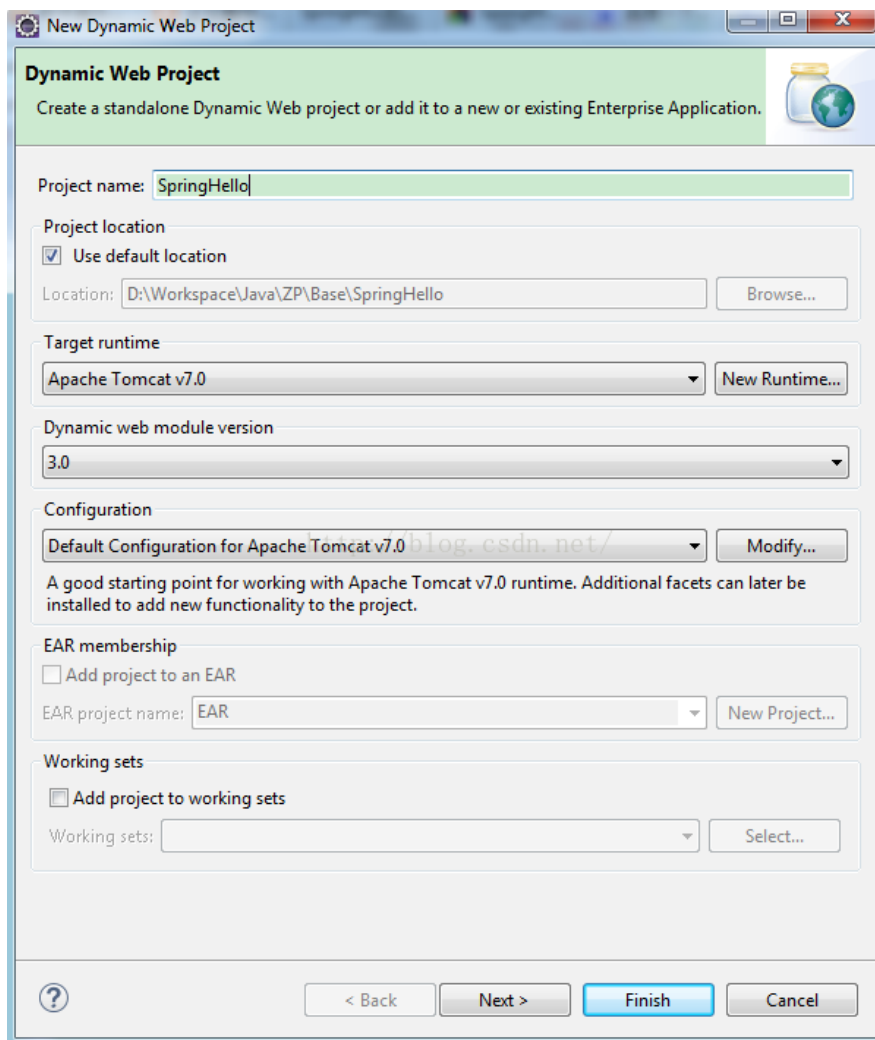 New Dynamic Web Project
Dynamic Web Project
Create a standalone Dynamic Web project or add it to a new or existing Enterprise Application.
Project name: SpringHello
Project location
Use default location
Location: D:\Workspace\Java\ZP\Base\SpringHello Browse...
Target runtime
Apache Tomcat v7.0 New Runtime...
Dynamic web module version
3.0
Configuration
Default Configuration for Apache Tomcat v7.0 Modify...
http://blog.csdn.net/
A good starting point for working with Apache Tomcat v7.0 runtime. Additional facets can later be
installed to add new functionality to the project.
EAR membership
Add project to an EAR
EAR project name: EAR New Project...
Working sets
Add project to working sets
Working sets: Select...
? < Back Next > Finish Cancel